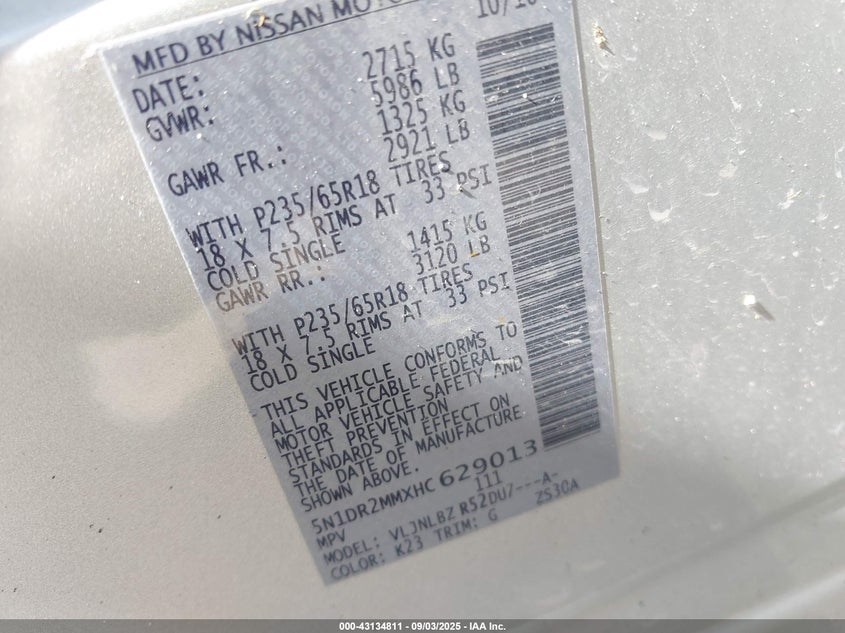 MFD BY NISSAN MOTO
DATE: 10/16
GVWR: 2715 KG
5986 LB
GAWR FR.: 1325 KG
2921 LB
WITH P235/65R18 TIRES
18 X 7.5 RIMS AT 33 PSI
COLD SINGLE
GAWR RR.: 1415 KG
3120 LB
WITH P235/65R18 TIRES
18 X 7.5 RIMS AT 33 PSI
COLD SINGLE
THIS VEHICLE CONFORMS TO
ALL APPLICABLE FEDERAL
MOTOR VEHICLE SAFETY AND
THEFT PREVENTION
STANDARDS IN EFFECT ON
THE DATE OF MANUFACTURE
SHOWN ABOVE.
5N1DR2MMXHC629013
MPV 111
MODEL: VLJNLBZ R52DU7---A-
COLOR: K23 TRIM: G ZS3CA
000-43134811 - 09/03/2025 - IAA Inc.